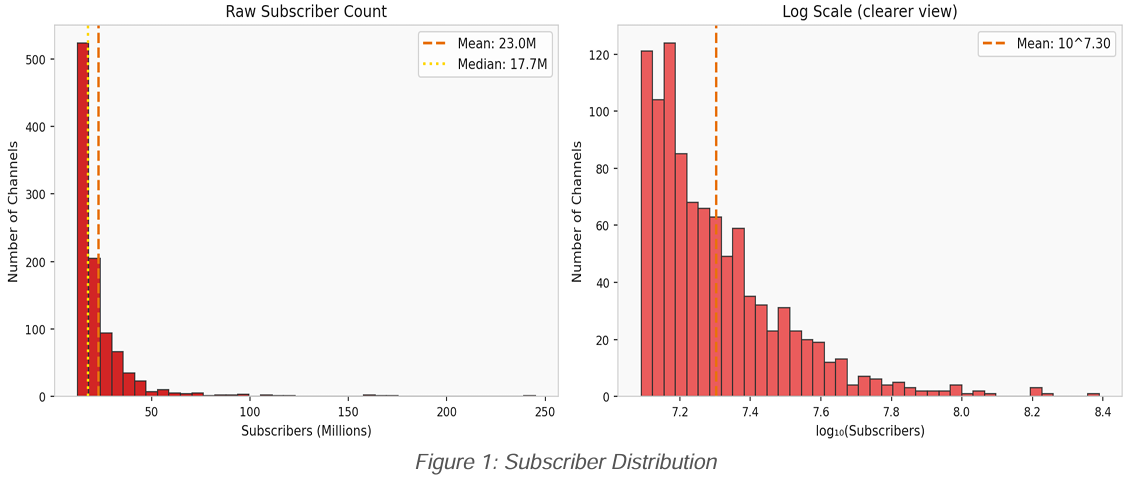 Raw Subscriber Count
Number of Channels
500
400
300
200
100
0
50
100
150
200
250
Subscribers (Millions)
Mean: 23.0M
Median: 17.7M
Log Scale (clearer view)
Number of Channels
120
100
80
60
40
20
0
7.2
7.4
7.6
7.8
8.0
8.2
8.4
log₁₀(Subscribers)
Mean: 10^7.30
Figure 1: Subscriber Distribution